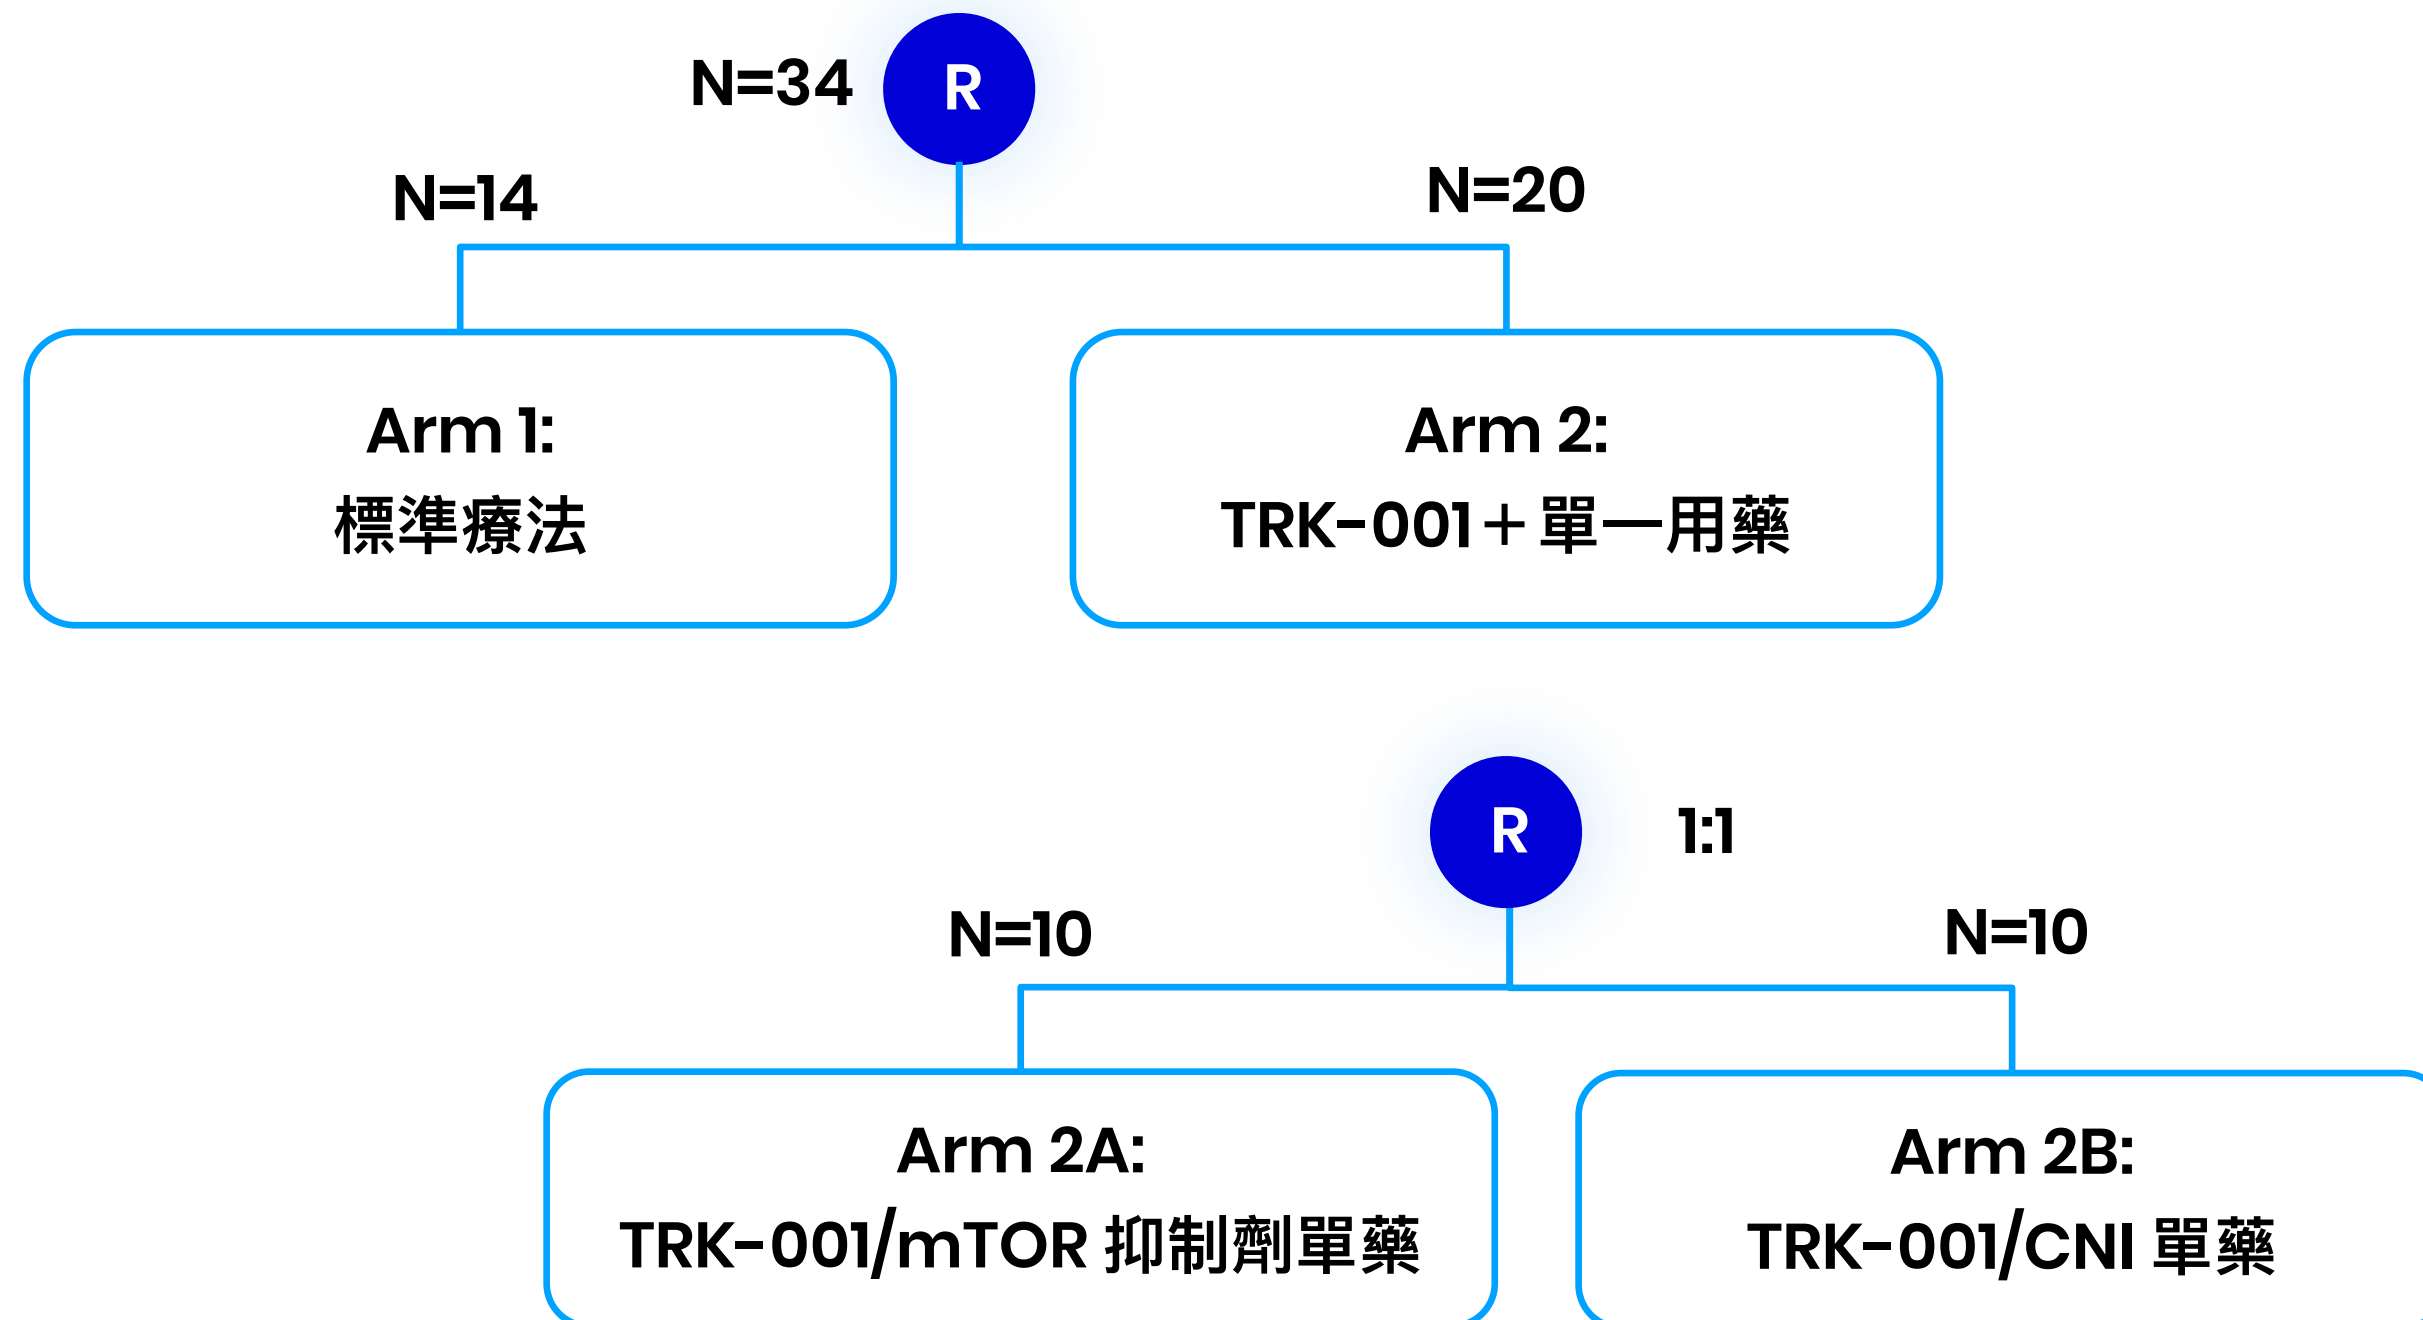 N=34
R
N=14
N=20
Arm 1:
標準療法
Arm 2:
TRK-001＋單一用藥
R
1:1
N=10
N=10
Arm 2A:
TRK-001/mTOR 抑制劑單藥
Arm 2B:
TRK-001/CNI 單藥